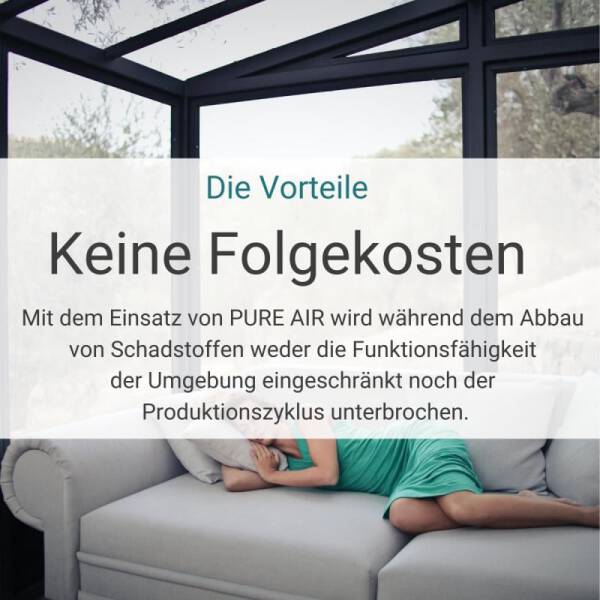 Die Vorteile
Keine Folgekosten
Mit dem Einsatz von PURE AIR wird während dem Abbau
von Schadstoffen weder die Funktionsfähigkeit
der Umgebung eingeschränkt noch der
Produktionszyklus unterbrochen.